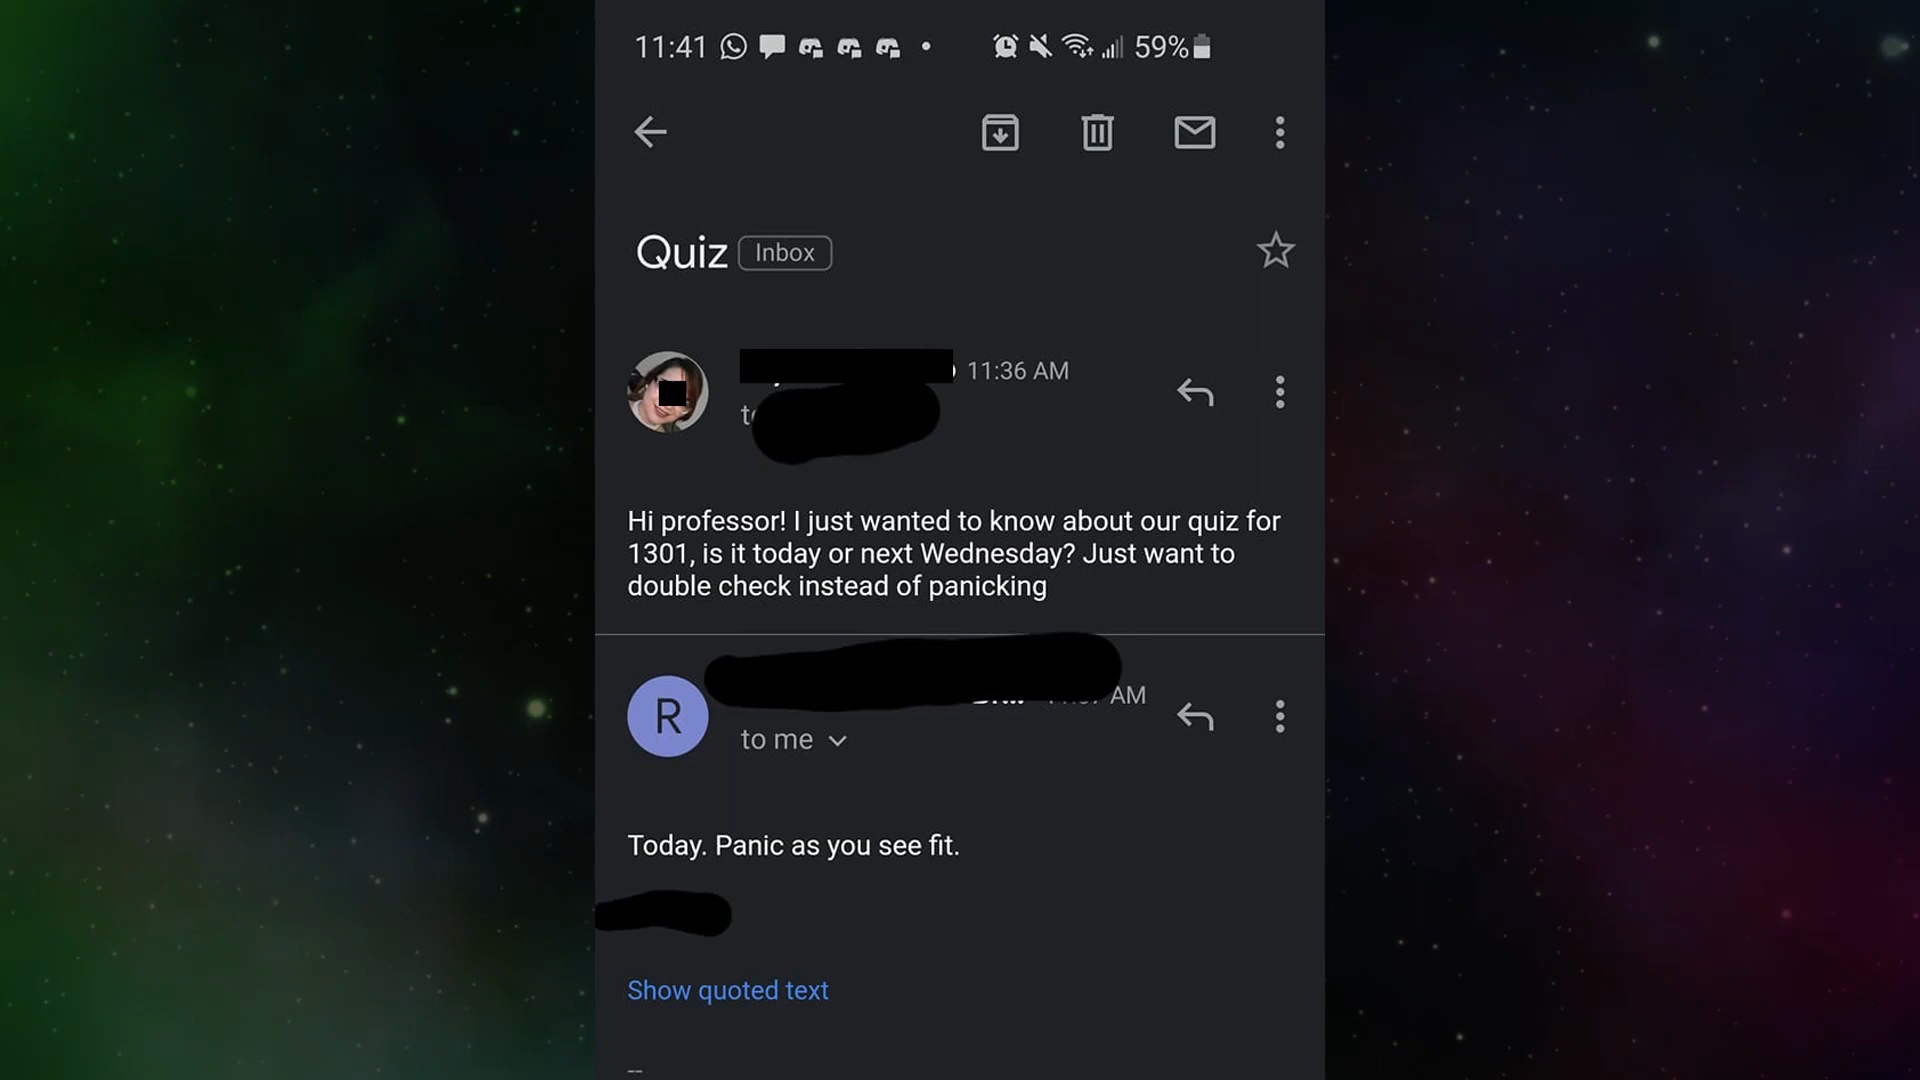 11:41 59%
Quiz Inbox
11:36 AM
Hi professor! I just wanted to know about our quiz for
1301, is it today or next Wednesday? Just want to
double check instead of panicking
R AM
to me
Today. Panic as you see fit.
Show quoted text
--